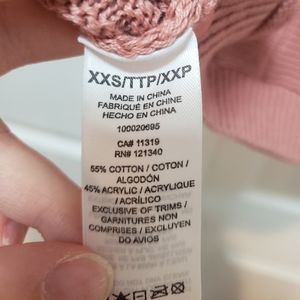 XXS/TTP/XXP
MADE IN CHINA
FABRIQUÉ EN CHINE
HECHO EN CHINA
100020695
CA# 11319
RN# 121340
55% COTTON / COTON /
ALGODÓN
45% ACRYLIC / ACRYLIQUE
/ ACRÍLICO
EXCLUSIVE OF TRIMS /
GARNITURES NON
COMPRISES / EXCLUYEN
DO AVIOS